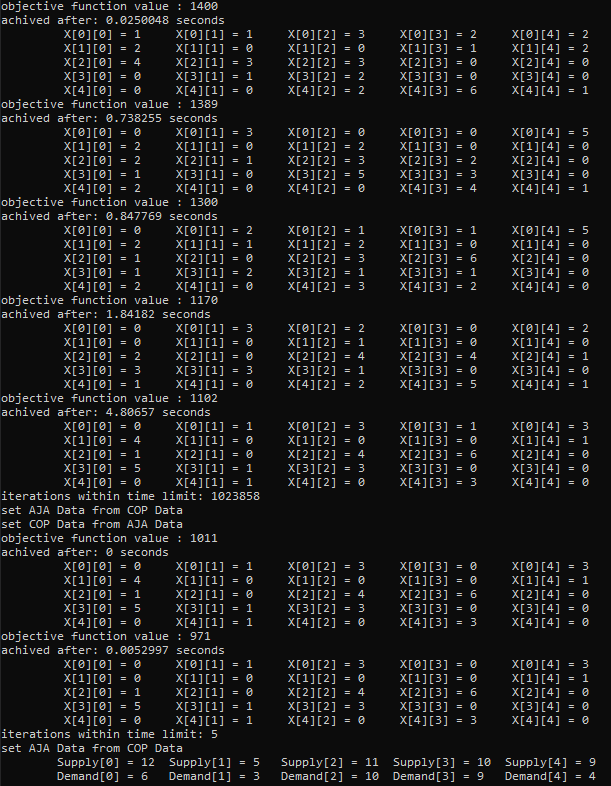 objective function value : 1400
achived after: 0.0250048 seconds
X[0][0] = 1 X[0][1] = 1 X[0][2] = 3 X[0][3] = 2 X[0][4] = 2
X[1][0] = 2 X[1][1] = 0 X[1][2] = 0 X[1][3] = 1 X[1][4] = 2
X[2][0] = 4 X[2][1] = 3 X[2][2] = 3 X[2][3] = 0 X[2][4] = 0
X[3][0] = 0 X[3][1] = 1 X[3][2] = 2 X[3][3] = 0 X[3][4] = 0
X[4][0] = 0 X[4][1] = 0 X[4][2] = 2 X[4][3] = 6 X[4][4] = 1
objective function value : 1389
achived after: 0.738255 seconds
X[0][0] = 0 X[0][1] = 3 X[0][2] = 0 X[0][3] = 0 X[0][4] = 5
X[1][0] = 2 X[1][1] = 0 X[1][2] = 2 X[1][3] = 0 X[1][4] = 0
X[2][0] = 2 X[2][1] = 1 X[2][2] = 3 X[2][3] = 2 X[2][4] = 0
X[3][0] = 1 X[3][1] = 0 X[3][2] = 5 X[3][3] = 3 X[3][4] = 0
X[4][0] = 2 X[4][1] = 0 X[4][2] = 0 X[4][3] = 4 X[4][4] = 1
objective function value : 1300
achived after: 0.847769 seconds
X[0][0] = 0 X[0][1] = 2 X[0][2] = 1 X[0][3] = 1 X[0][4] = 5
X[1][0] = 2 X[1][1] = 1 X[1][2] = 2 X[1][3] = 0 X[1][4] = 0
X[2][0] = 1 X[2][1] = 0 X[2][2] = 3 X[2][3] = 6 X[2][4] = 0
X[3][0] = 1 X[3][1] = 2 X[3][2] = 1 X[3][3] = 0 X[3][4] = 0
X[4][0] = 2 X[4][1] = 0 X[4][2] = 3 X[4][3] = 2 X[4][4] = 0
objective function value : 1170
achived after: 1.84182 seconds
X[0][0] = 0 X[0][1] = 3 X[0][2] = 2 X[0][3] = 0 X[0][4] = 2
X[1][0] = 0 X[1][1] = 0 X[1][2] = 1 X[1][3] = 0 X[1][4] = 0
X[2][0] = 2 X[2][1] = 0 X[2][2] = 4 X[2][3] = 4 X[2][4] = 1
X[3][0] = 3 X[3][1] = 3 X[3][2] = 1 X[3][3] = 0 X[3][4] = 0
X[4][0] = 1 X[4][1] = 0 X[4][2] = 2 X[4][3] = 5 X[4][4] = 1
objective function value : 1102
achived after: 4.80657 seconds
X[0][0] = 0 X[0][1] = 1 X[0][2] = 3 X[0][3] = 1 X[0][4] = 3
X[1][0] = 4 X[1][1] = 0 X[1][2] = 0 X[1][3] = 0 X[1][4] = 1
X[2][0] = 1 X[2][1] = 0 X[2][2] = 4 X[2][3] = 6 X[2][4] = 0
X[3][0] = 5 X[3][1] = 1 X[3][2] = 3 X[3][3] = 0 X[3][4] = 0
X[4][0] = 0 X[4][1] = 1 X[4][2] = 0 X[4][3] = 3 X[4][4] = 0
iterstions within time limit: 1023858
set AJA Data from COP Data
set COP Data from AJA Data
objective function value : 1011
achived after: 0 seconds
X[0][0] = 0 X[0][1] = 1 X[0][2] = 3 X[0][3] = 0 X[0][4] = 3
X[1][0] = 4 X[1][1] = 0 X[1][2] = 0 X[1][3] = 0 X[1][4] = 1
X[2][0] = 1 X[2][1] = 0 X[2][2] = 4 X[2][3] = 6 X[2][4] = 0
X[3][0] = 5 X[3][1] = 1 X[3][2] = 3 X[3][3] = 0 X[3][4] = 0
X[4][0] = 0 X[4][1] = 1 X[4][2] = 0 X[4][3] = 3 X[4][4] = 0
objective function value : 971
achived after: 0.0052997 seconds
X[0][0] = 0 X[0][1] = 1 X[0][2] = 3 X[0][3] = 0 X[0][4] = 3
X[1][0] = 0 X[1][1] = 0 X[1][2] = 0 X[1][3] = 0 X[1][4] = 1
X[2][0] = 1 X[2][1] = 0 X[2][2] = 4 X[2][3] = 6 X[2][4] = 0
X[3][0] = 5 X[3][1] = 1 X[3][2] = 3 X[3][3] = 0 X[3][4] = 0
X[4][0] = 0 X[4][1] = 1 X[4][2] = 0 X[4][3] = 3 X[4][4] = 0
iterstions within time limit: 5
set AJA Data from COP Data
Supply[0] = 12 Supply[1] = 5 Supply[2] = 11 Supply[3] = 10 Supply[4] = 9
Demand[0] = 6 Demand[1] = 3 Demand[2] = 10 Demand[3] = 9 Demand[4] = 4